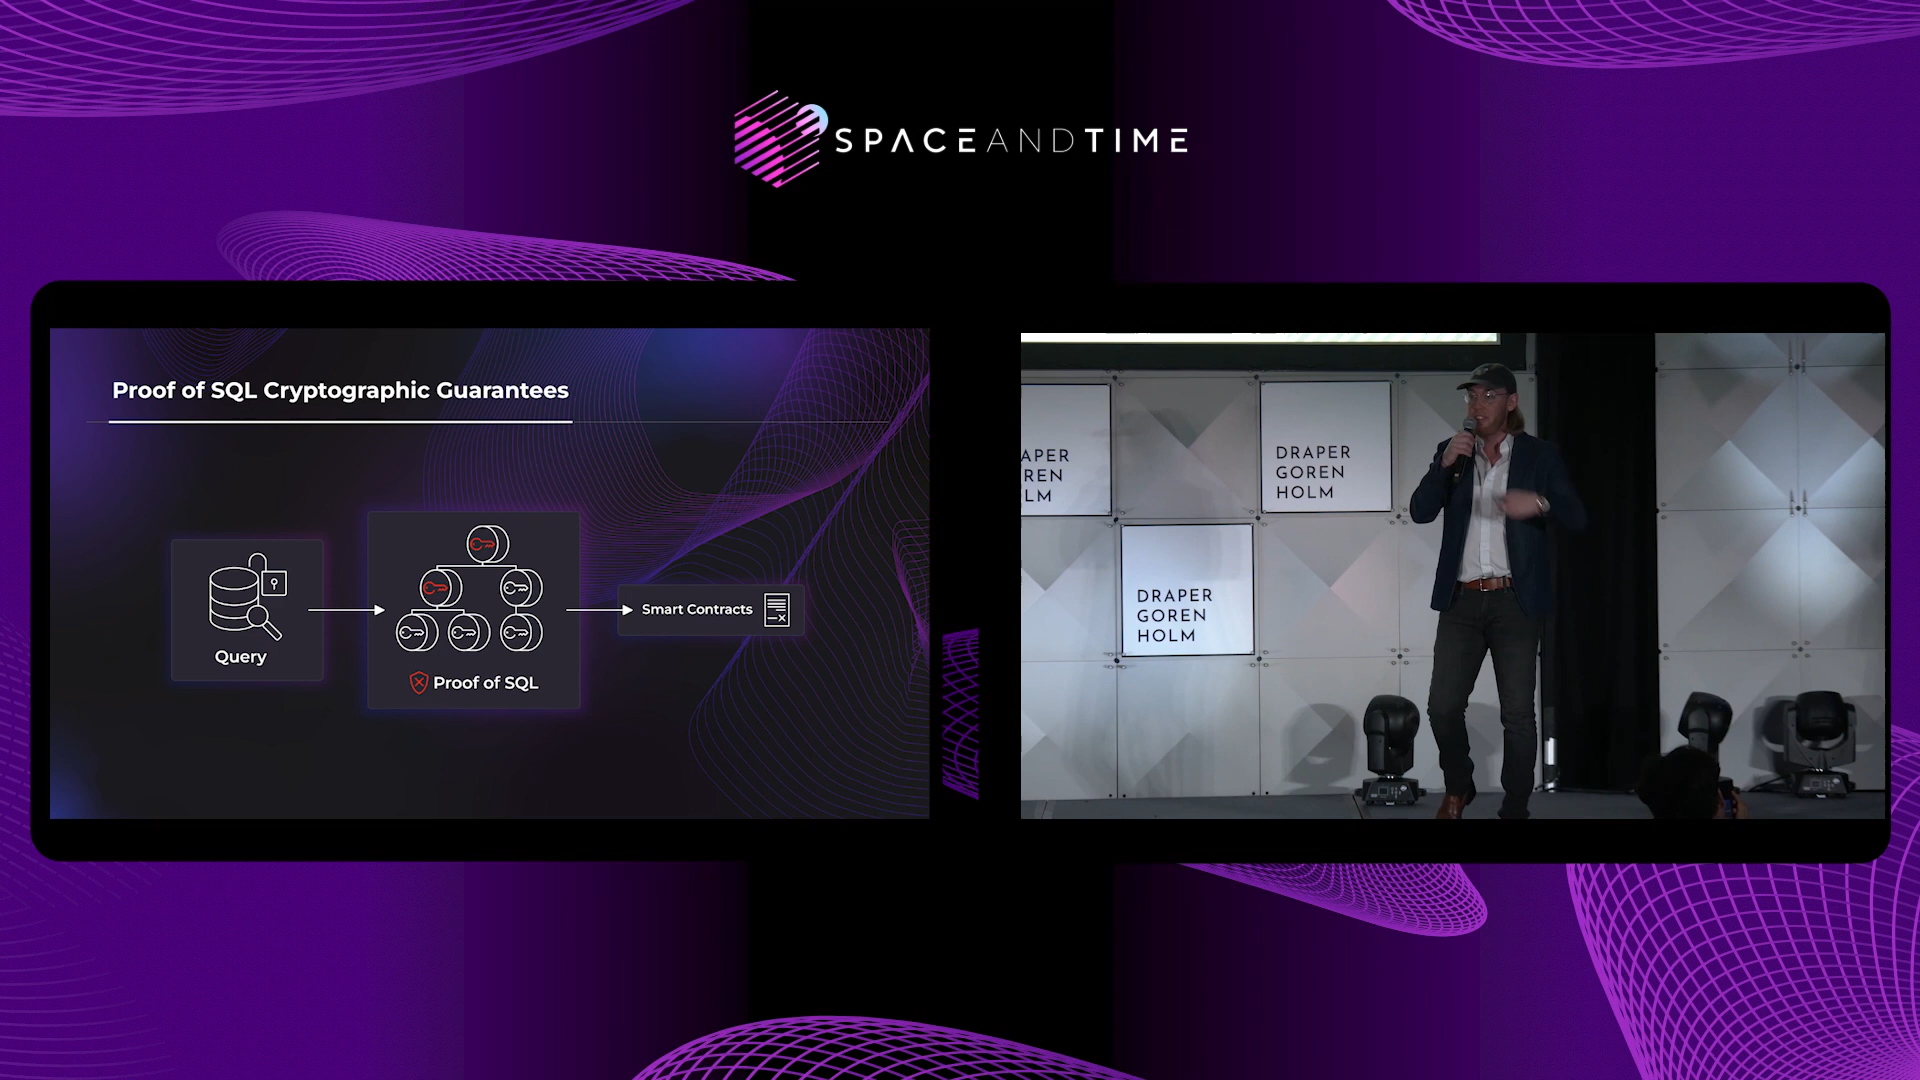 SPACEANDTIME
Proof of SQL Cryptographic Guarantees
Query
Proof of SQL
Smart Contracts
APER
REN
LM
DRAPER
GOREN
HOLM
DRAPER
GOREN
HOLM